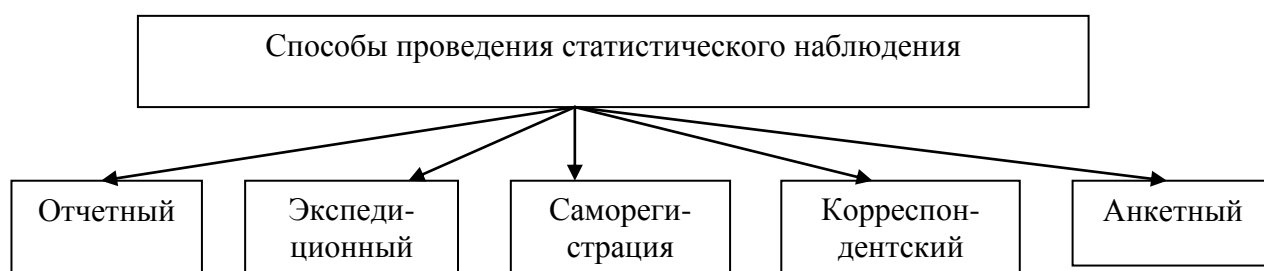 Способы проведения статистического наблюдения
Отчетный
Экспеди-
ционный
Самореги-
страция
Корреспон-
дентский
Анкетный